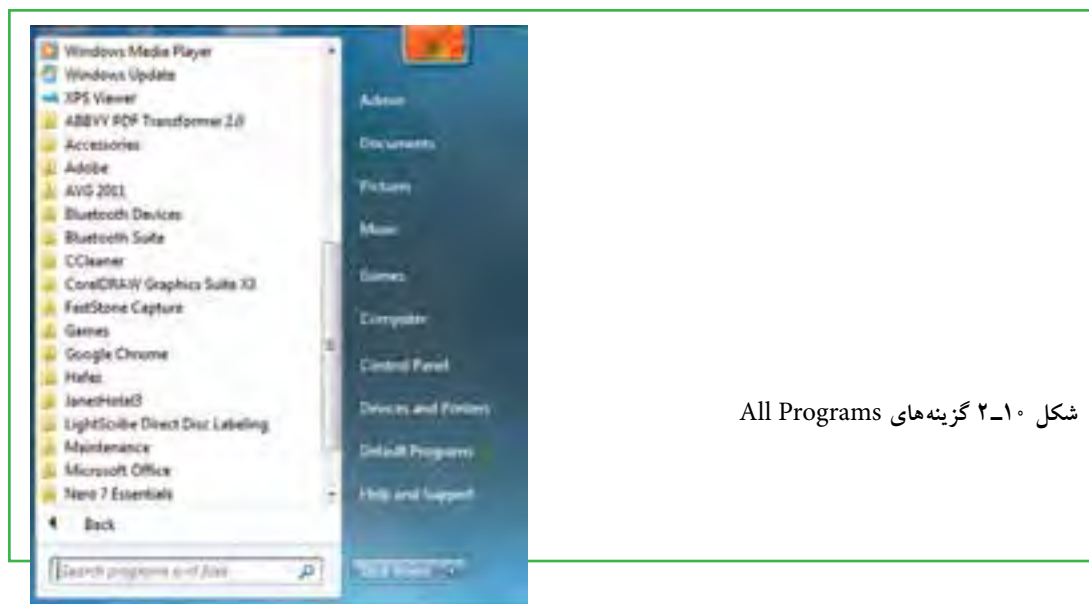 Windows Media Player
Windows Update
XPS Viewer
ABBYY PDF Transformer 2.0
Accessories
Adobe
AVG 2011
Bluetooth Devices
Bluetooth Suite
CCleaner
CorelDRAW Graphics Suite X3
FastStone Capture
Games
Google Chrome
Hafez
JanetHotel3
LightScribe Direct Disc Labeling
Maintenance
Microsoft Office
Nero 7 Essentials
Back
Search programs and files
Admin
Documents
Pictures
Music
Games
Computer
Control Panel
Devices and Printers
Default Programs
Help and Support
شکل ۱۰ــ۲ گزینه‌های All Programs